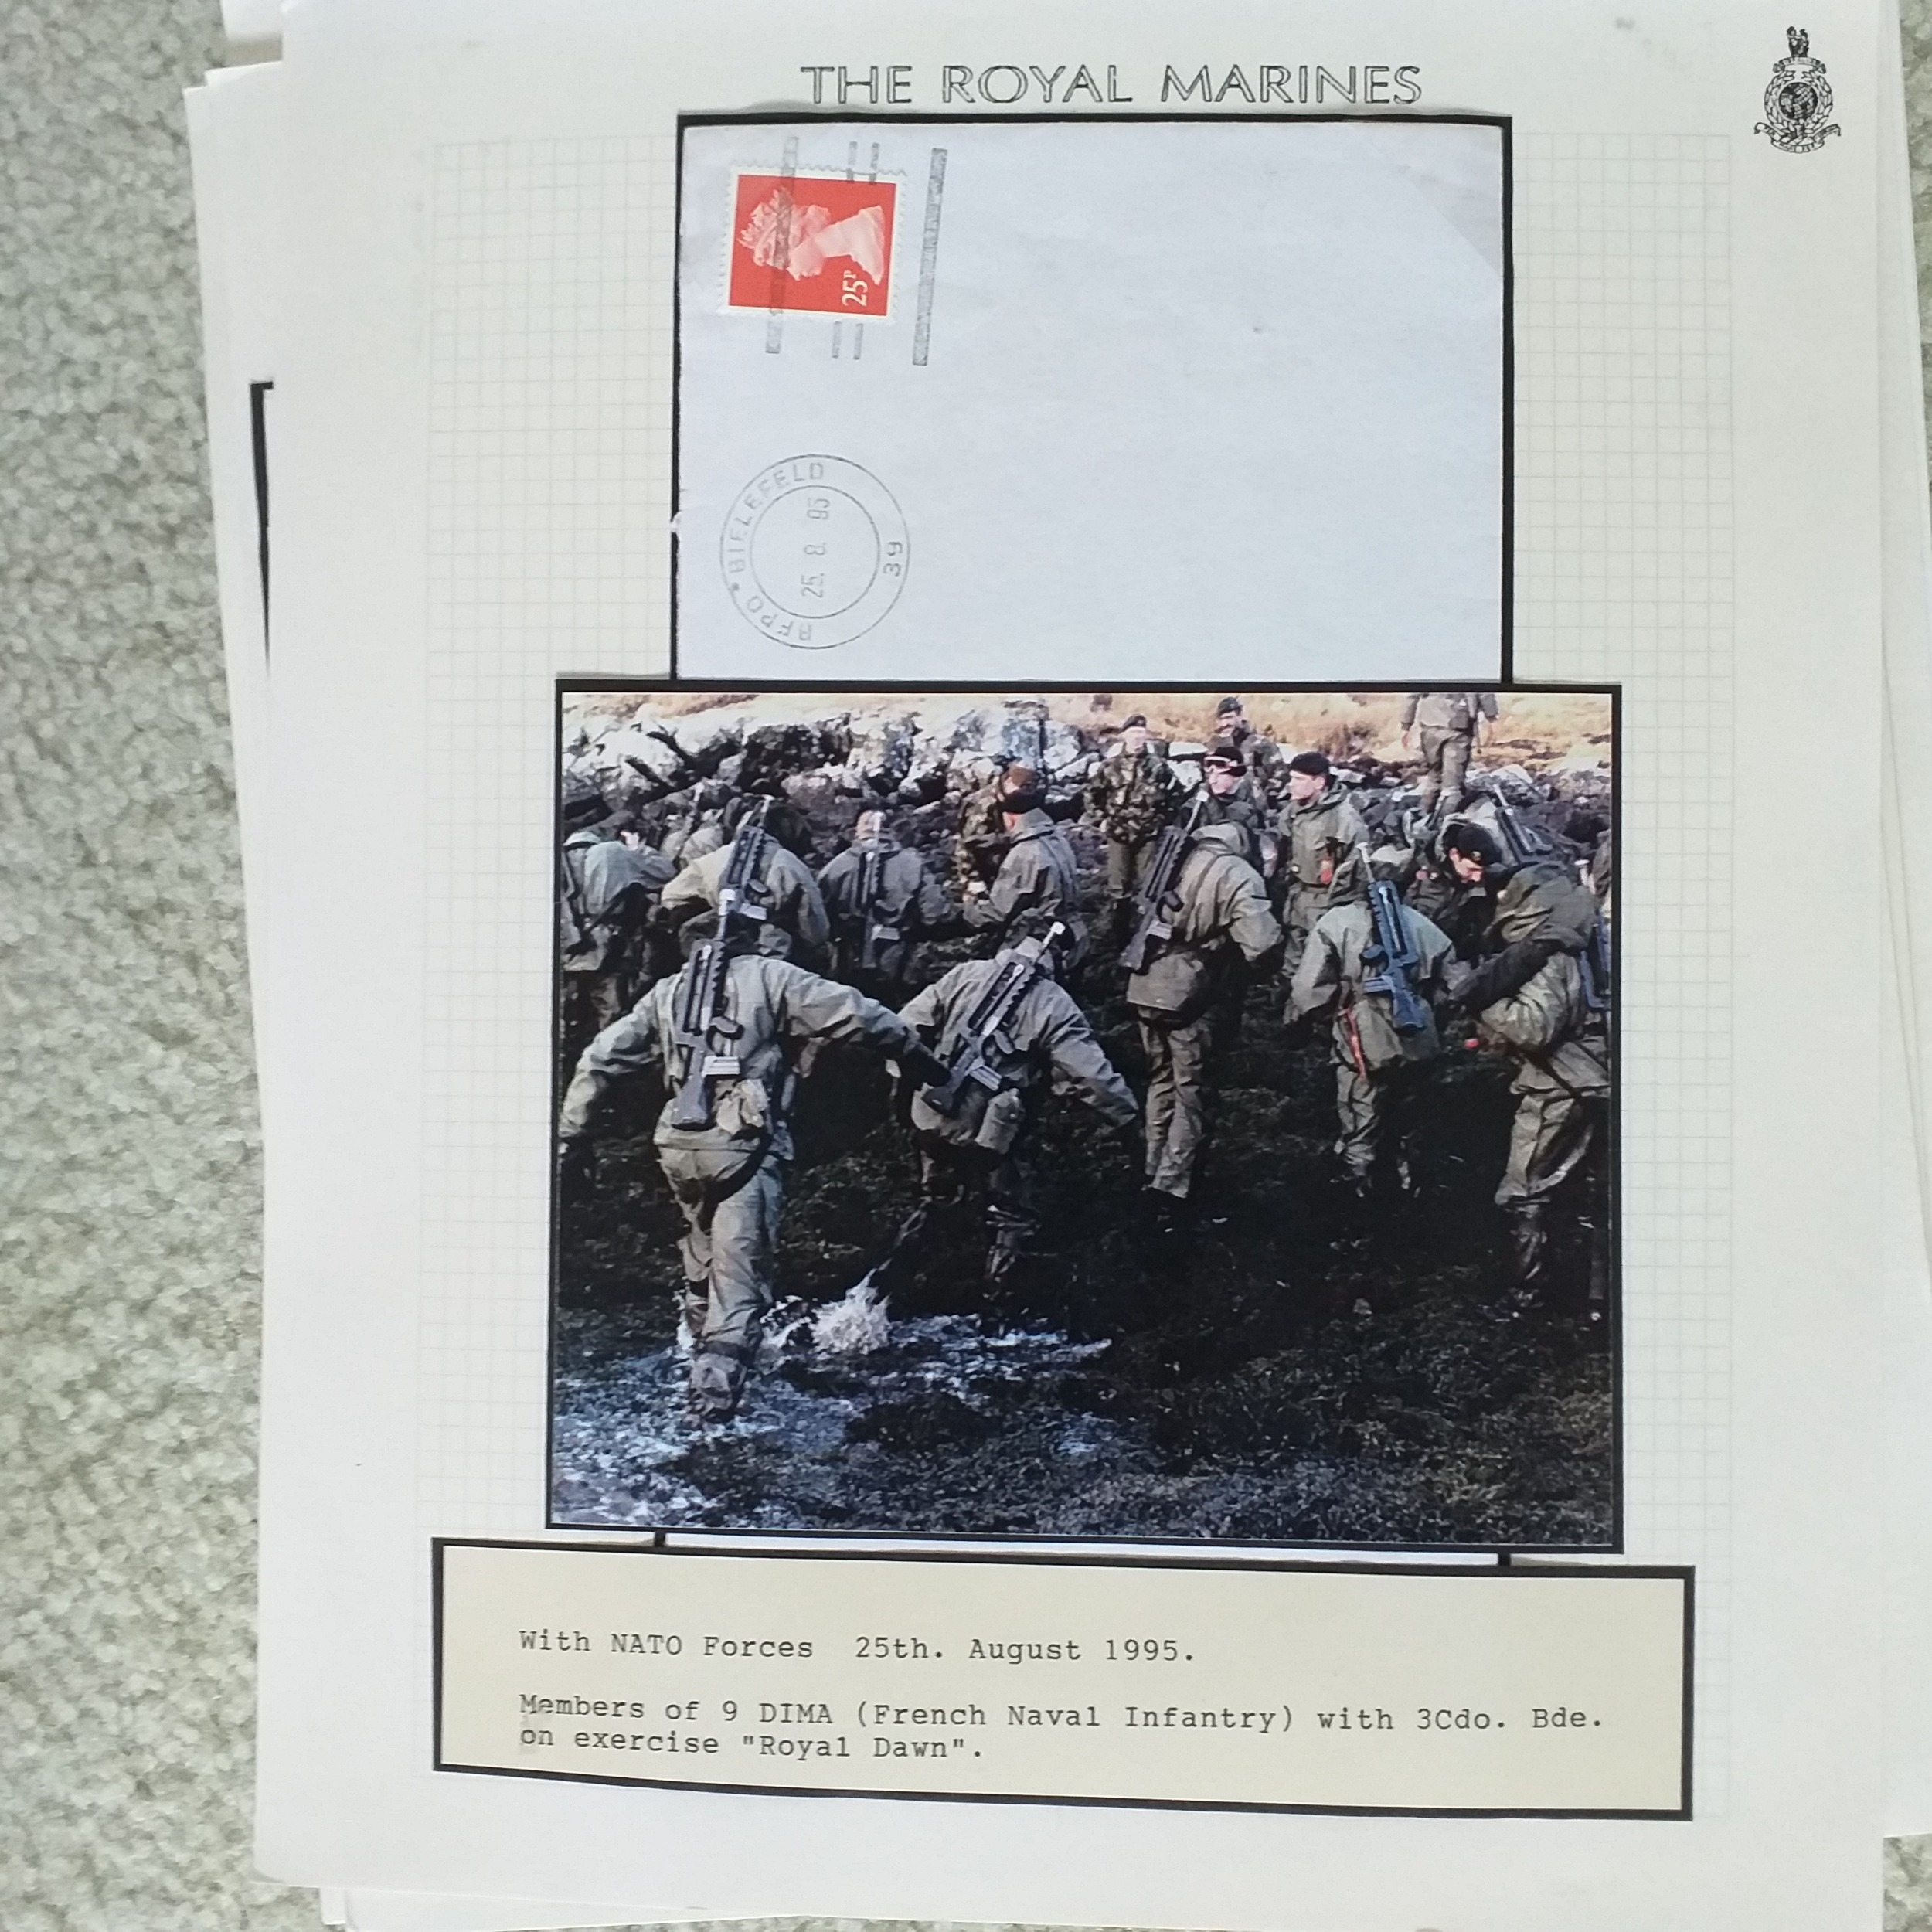 THE ROYAL MARINES
25P
BFPO • BIELEFELD
25. 8. 95
39
With NATO Forces 25th. August 1995.
Members of 9 DIMA (French Naval Infantry) with 3Cdo. Bde.
on exercise "Royal Dawn".